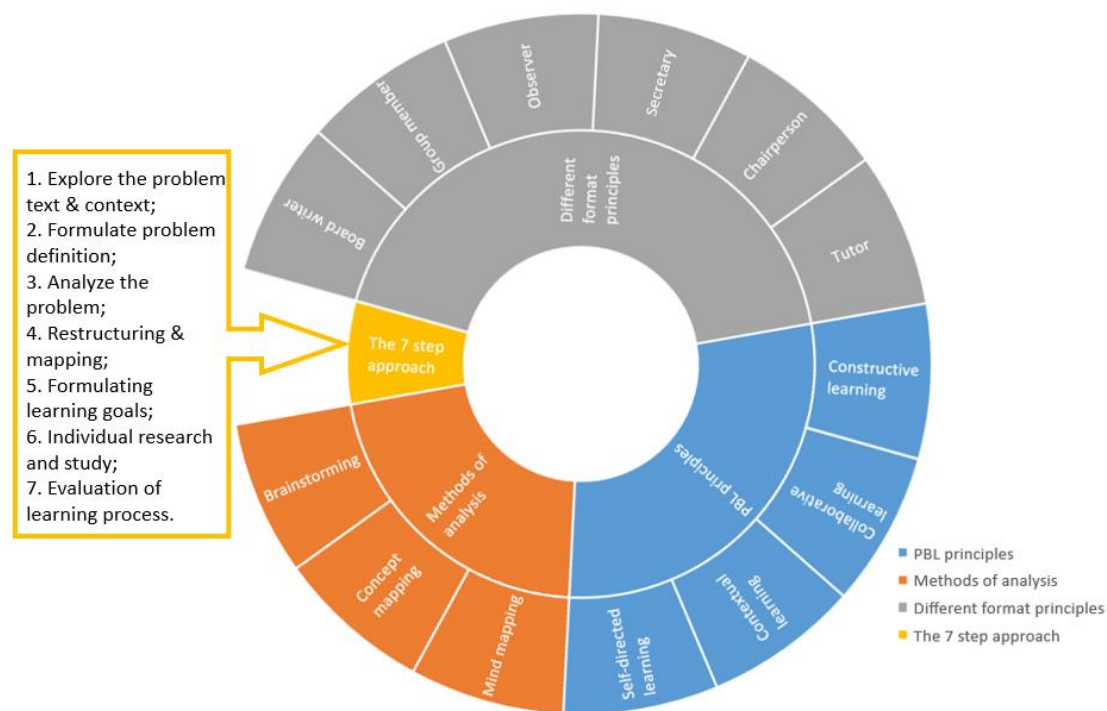 1. Explore the problem
text & context;
2. Formulate problem
definition;
3. Analyze the
problem;
4. Restructuring &
mapping;
5. Formulating
learning goals;
6. Individual research
and study;
7. Evaluation of
learning process.
Board writer
Group member
Observer
Secretary
Chairperson
Tutor
Different
format
principles
The 7 step
approach
Constructive
learning
Collaborative
learning
Contextual
learning
Self-directed
learning
PBL principles
Methods of
analysis
Brainstorming
Concept
mapping
Mind mapping
PBL principles
Methods of analysis
Different format principles
The 7 step approach